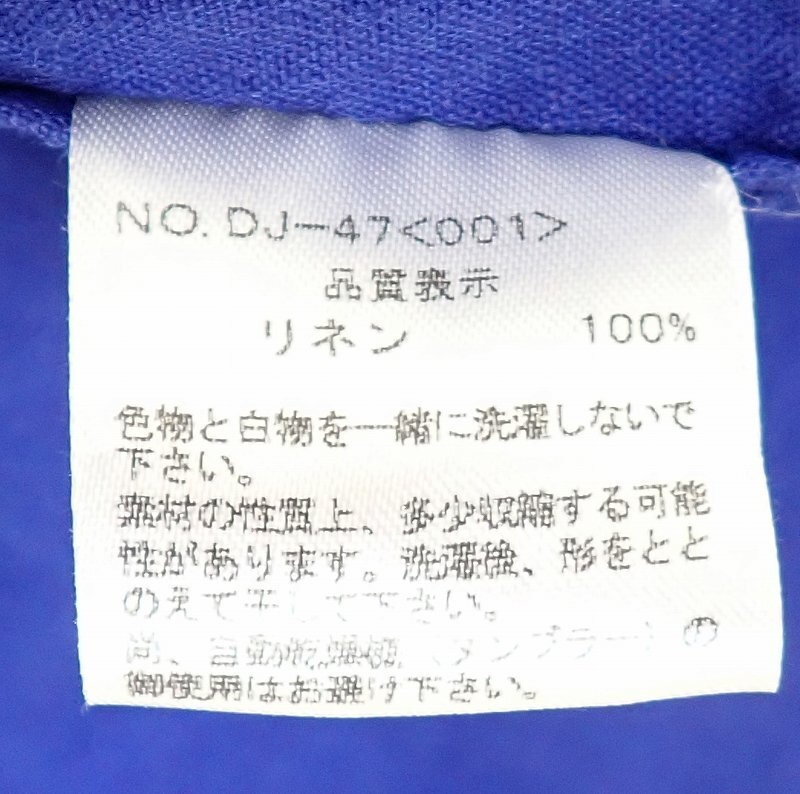 NO. DJ-47<001>
品質表示
リネン 100%
色物と白物を一緒に洗濯しないで
下さい。
素材の性質上、多少収縮する可能
性があります。洗濯後、形をとと
のえて干して下さい。
尚、自動乾燥機(タンブラー)の
御使用はお避け下さい。